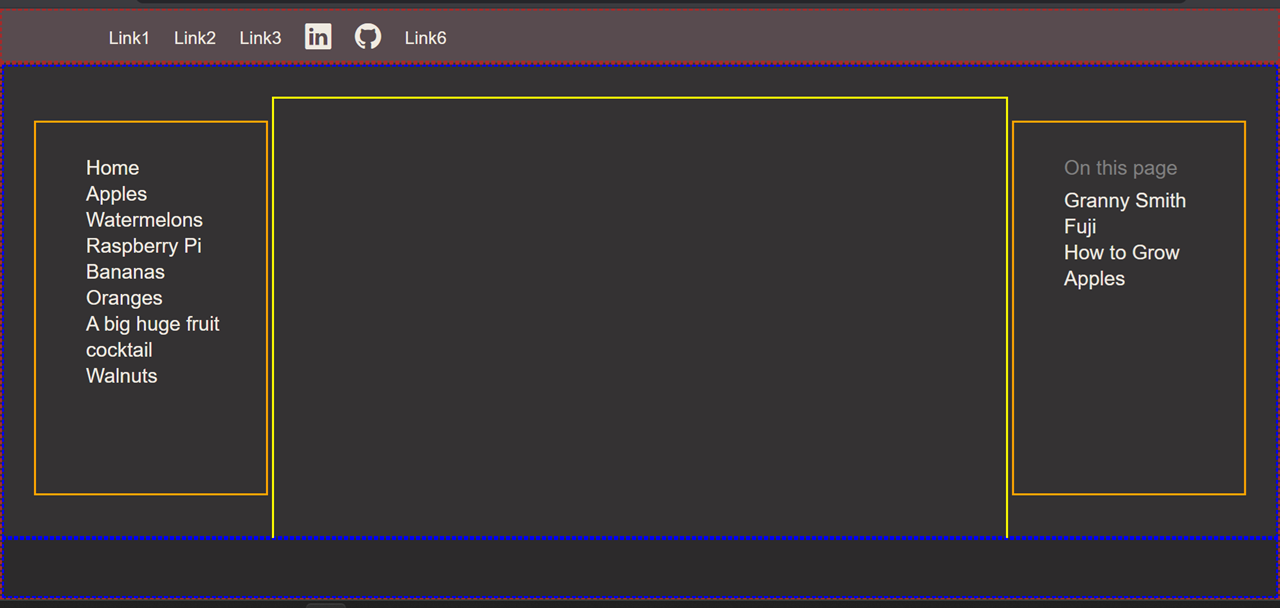 Link1 Link2 Link3 in Link6
Home
Apples
Watermelons
Raspberry Pi
Bananas
Oranges
A big huge fruit
cocktail
Walnuts
On this page
Granny Smith
Fuji
How to Grow
Apples